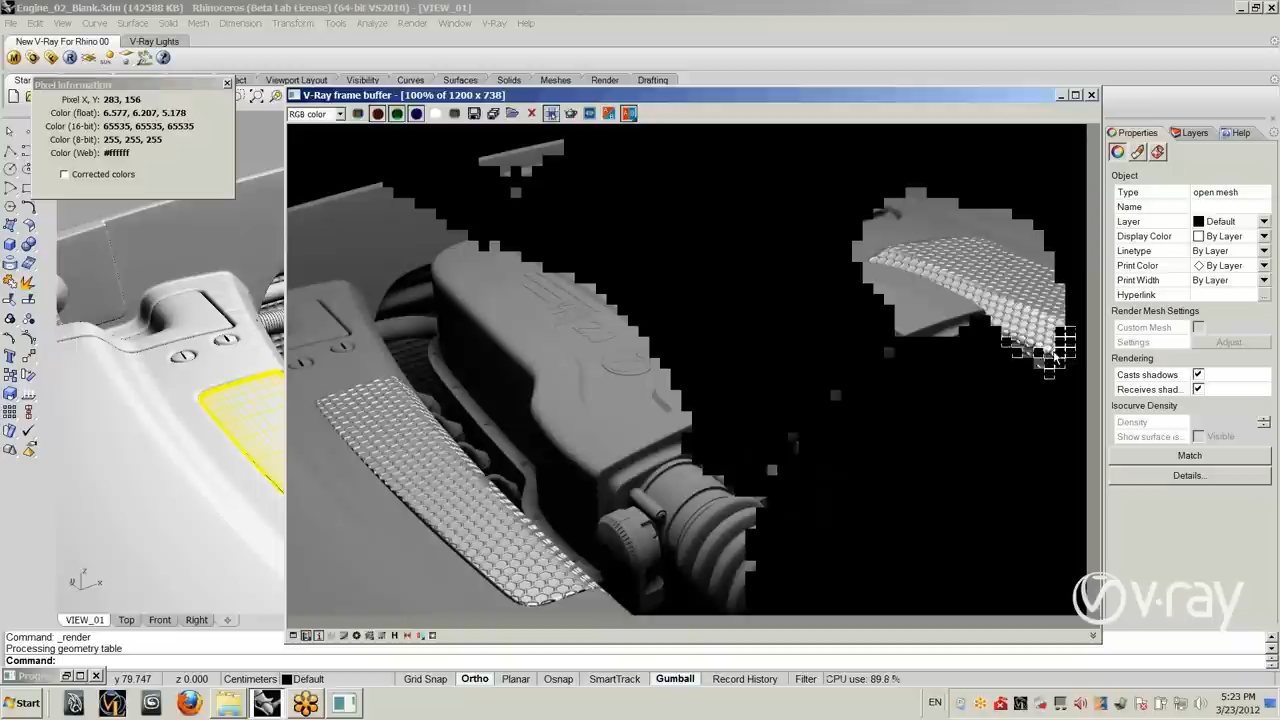 Engine_02_Blank.3dm (142588 KB) - Rhinoceros (Beta Lab License) (64-bit VS2010) - [VIEW_01]
File Edit View Curve Surface Solid Mesh Dimension Transform Tools Analyze Render Window V-Ray Help
New V-Ray For Rhino 00 V-Ray Lights
Viewport Layout Visibility Curves Surfaces Solids Meshes Render Drafting
Pixel information
Pixel X, Y: 283, 156
Color (float): 6.577, 6.207, 5.178
Color (16-bit): 65535, 65535, 65535
Color (8-bit): 255, 255, 255
Color (Web): #ffffff
Corrected colors
V-Ray frame buffer - [100% of 1200 x 738]
RGB color
Properties Layers Help
Object
Type open mesh
Name
Layer Default
Display Color By Layer
Linetype By Layer
Print Color By Layer
Print Width By Layer
Hyperlink ...
Render Mesh Settings
Custom Mesh
Settings Adjust
Rendering
Casts shadows
Receives shad...
Isocurve Density
Density
Show surface is... Visible
Match
Details...
z
y x
v·ray
VIEW_01 Top Front Right
Command: _render
Processing geometry table
Command:
y 79.747 z 0.000 Centimeters Default Grid Snap Ortho Planar Osnap SmartTrack Gumball Record History Filter CPU use: 89.8 %
Start
EN
5:23 PM
3/23/2012